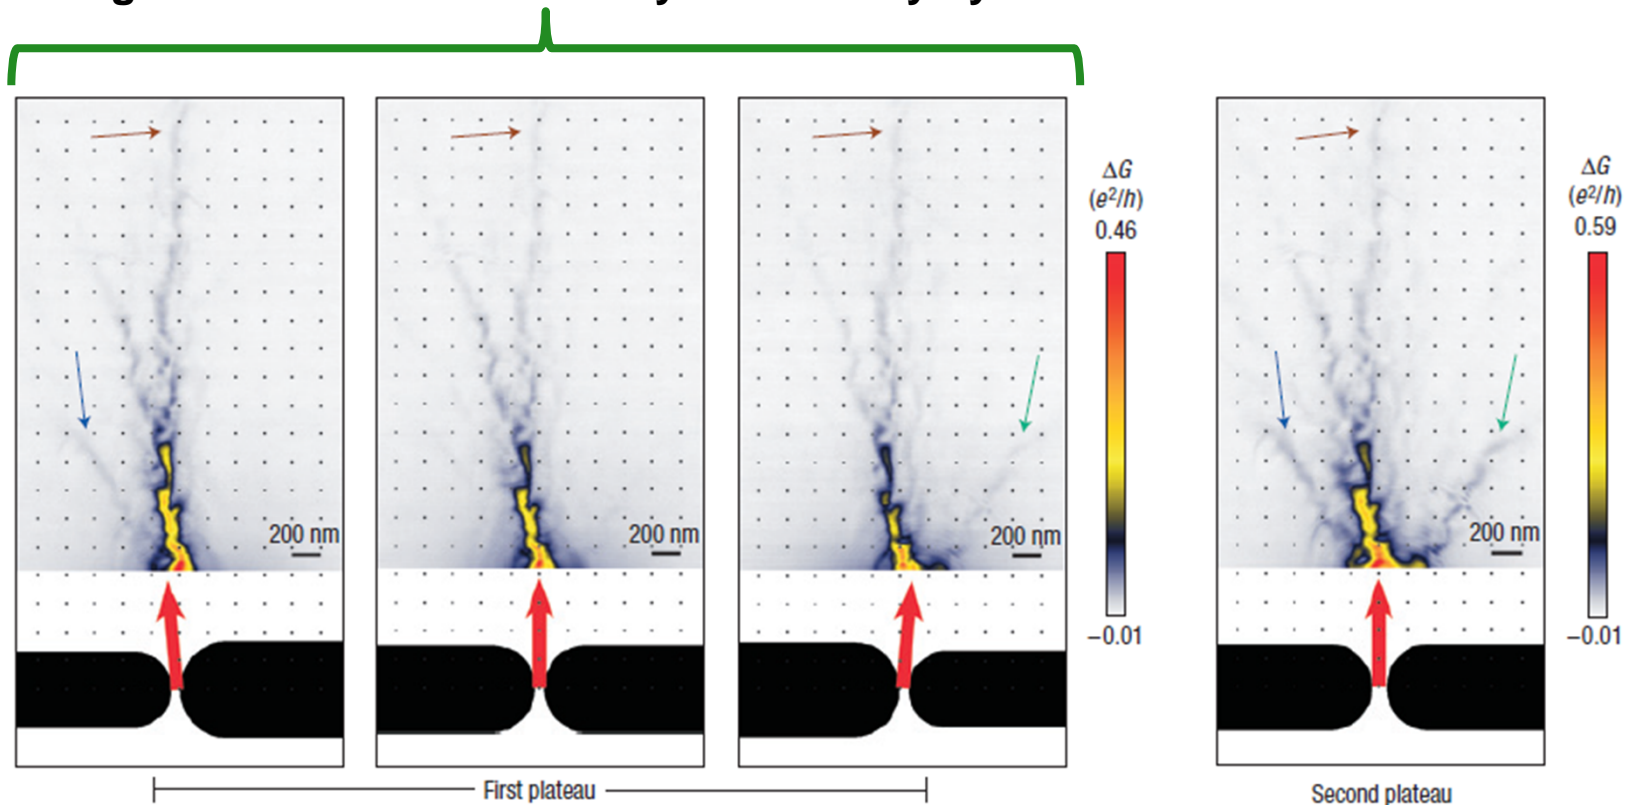 200 nm
200 nm
200 nm
ΔG
(e²/h)
0.46
−0.01
200 nm
ΔG
(e²/h)
0.59
−0.01
First plateau
Second plateau